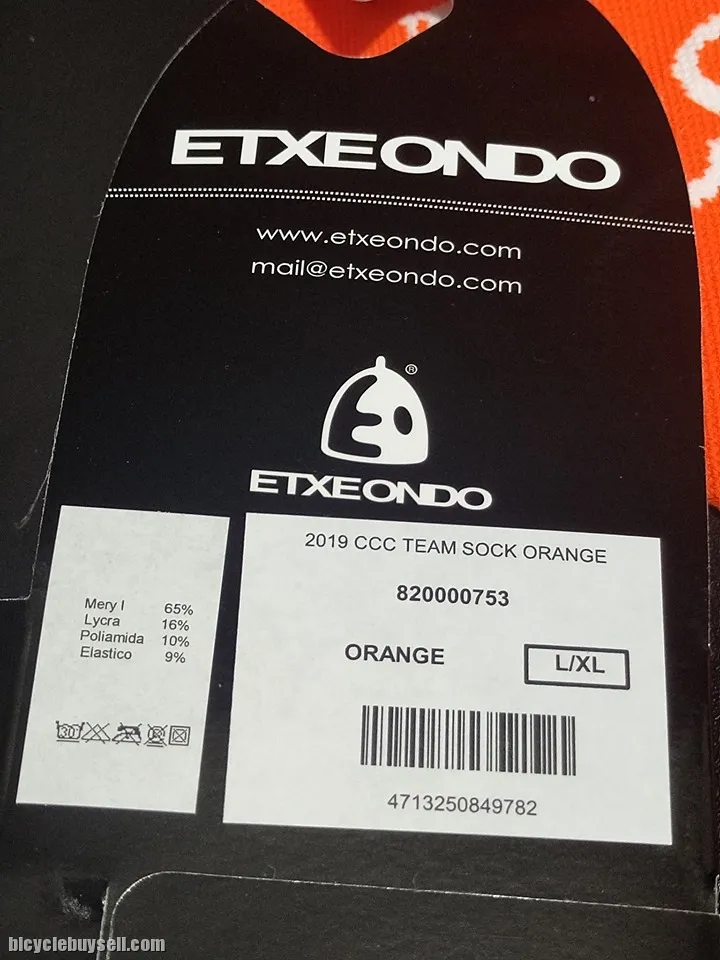 ETXEONDO
www.etxeondo.com
mail@etxeondo.com
®
ETXEONDO
2019 CCC TEAM SOCK ORANGE
820000753
ORANGE
L/XL
4713250849782
Mery l 65%
Lycra 16%
Poliamida 10%
Elastico 9%
30
bicyclebuysell.com